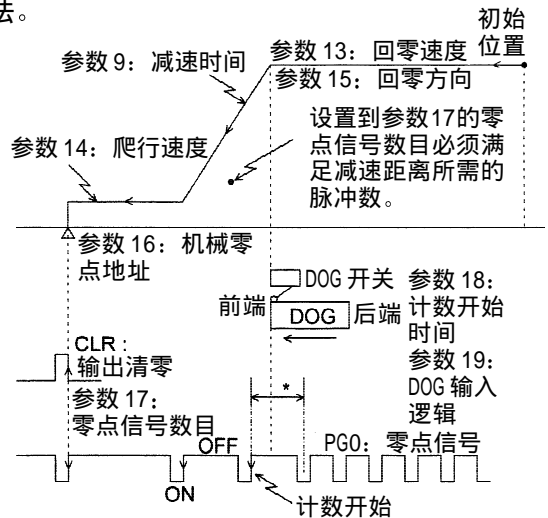 法。
初始
位置
参数 13：回零速度
参数 15：回零方向
参数 9：减速时间
设置到参数17的零
点信号数目必须满
足减速距离所需的
脉冲数。
参数 14：爬行速度
参数 16：机械零
点地址
DOG 开关
前端
DOG
后端
参数 18：
计数开始
时间
参数 19：
DOG 输入
逻辑
CLR：
输出清零
参数 17：
零点信号数目
*
OFF
PG0：零点信号
ON
计数开始